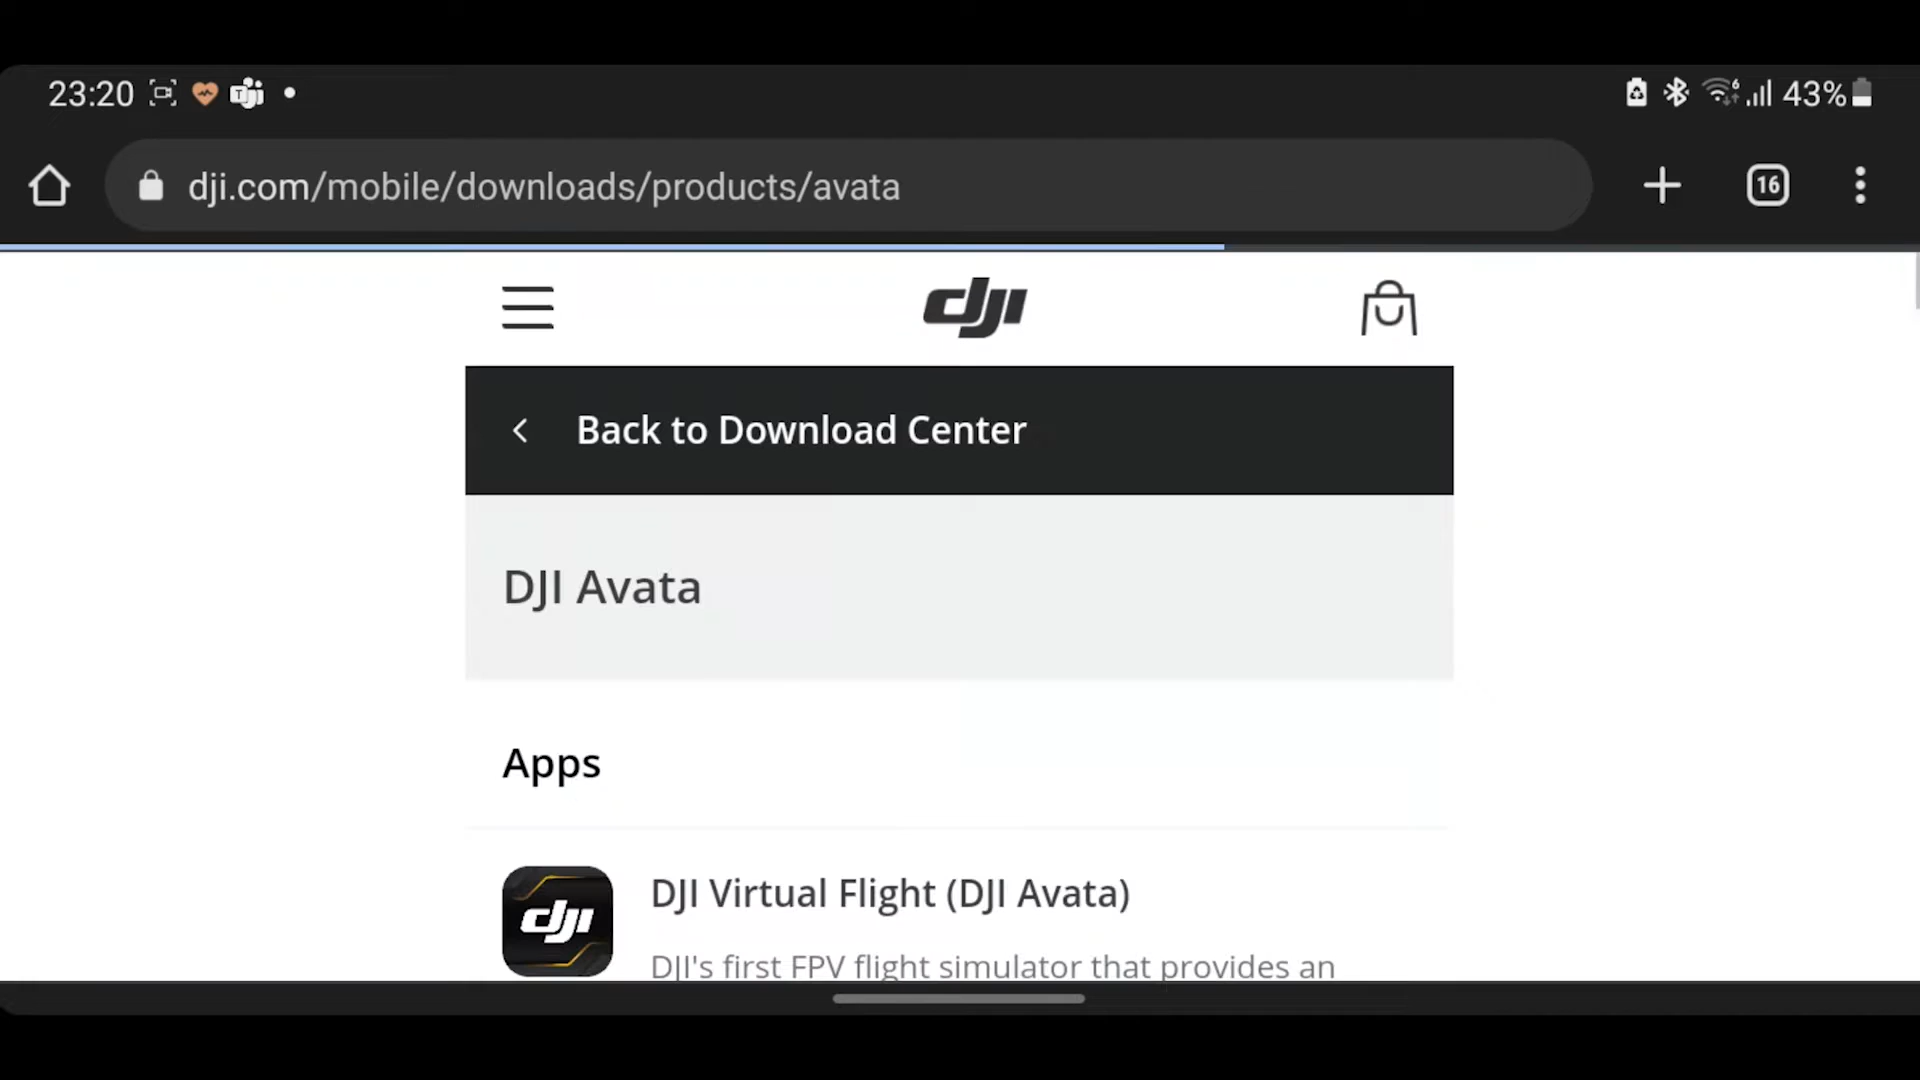 23:20
43%
dji.com/mobile/downloads/products/avata
16
dji
Back to Download Center
DJI Avata
Apps
dji
DJI Virtual Flight (DJI Avata)
DJI's first FPV flight simulator that provides an